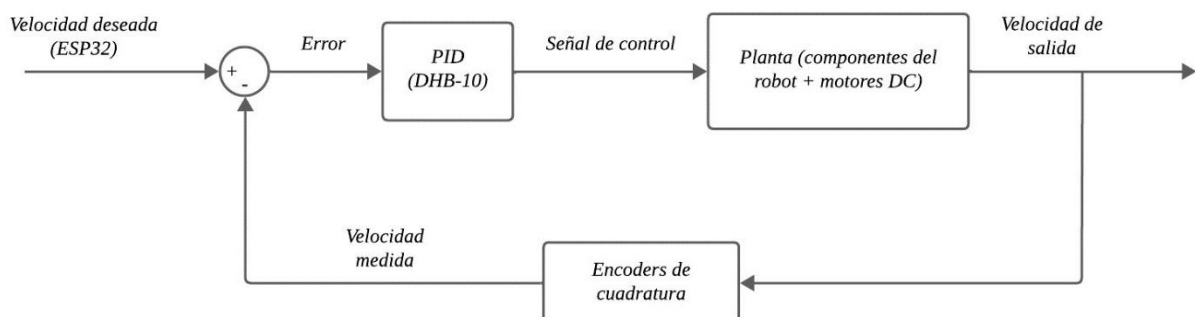 Velocidad deseada
(ESP32)
+
-
Error
PID
(DHB-10)
Señal de control
Planta (componentes del
robot + motores DC)
Velocidad de
salida
Velocidad
medida
Encoders de
cuadratura